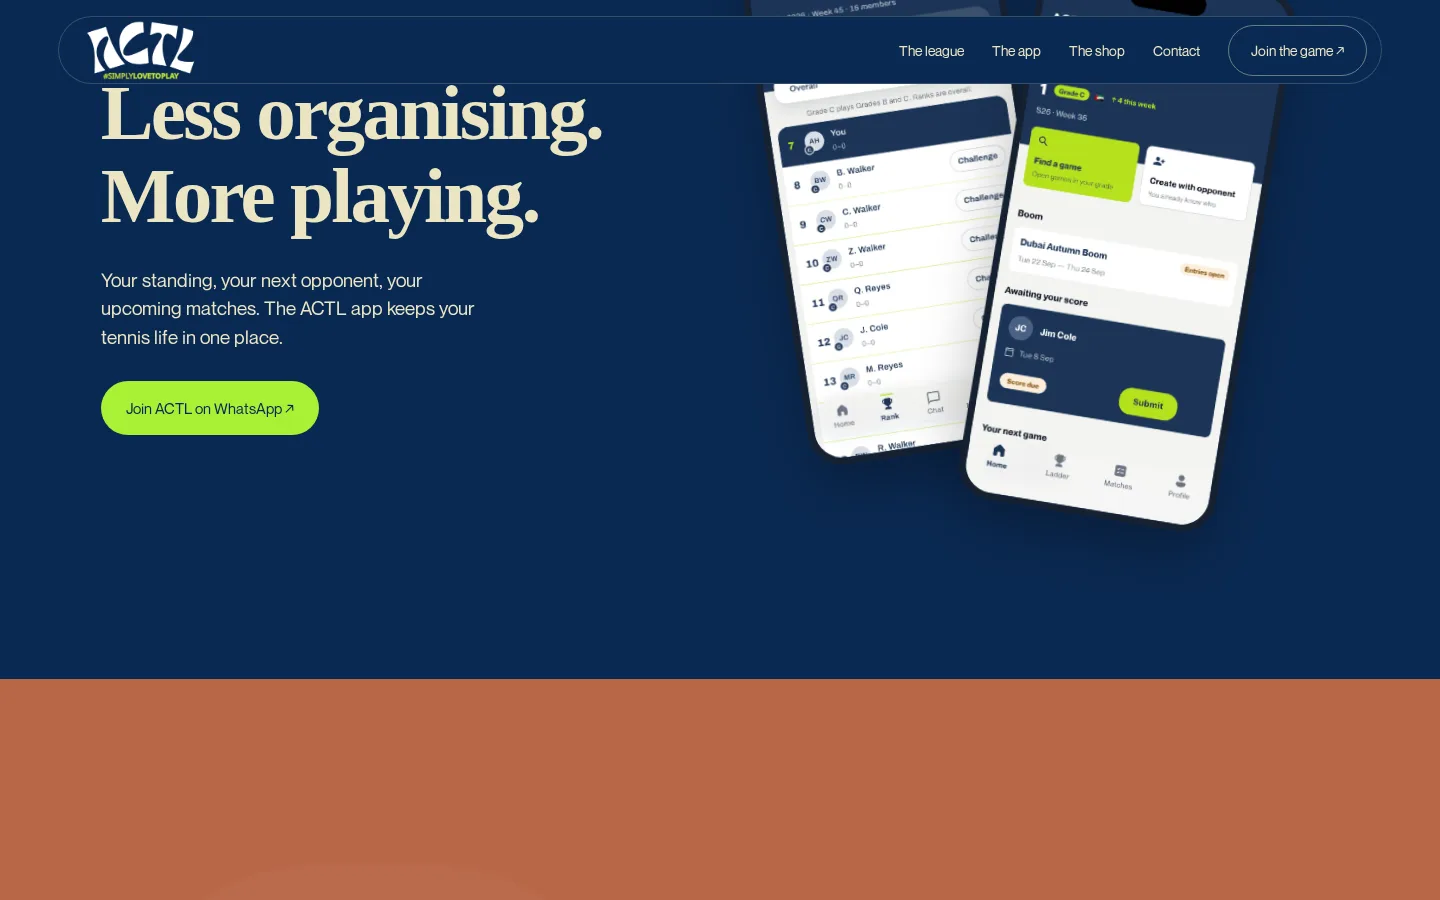 ACTL
#SIMPLYLOVETOPLAY
The league
The app
The shop
Contact
Join the game ↗
Less organising.
More playing.
Your standing, your next opponent, your
upcoming matches. The ACTL app keeps your
tennis life in one place.
Join ACTL on WhatsApp ↗
Week 45 · 16 members
Overall
Grade C plays Grades B and C. Ranks are overall.
7 AH C You
0–0
8 BW C B. Walker
0–0
Challenge
9 CW C C. Walker
0–0
Challenge
10 ZW C Z. Walker
0–0
11 QR C Q. Reyes
0–0
12 JC C J. Cole
0–0
13 MR C M. Reyes
0–0
R. Walker
Home
Rank
Chat
1 Grade C ↑ 4 this week
S26 · Week 36
Find a game
Open games in your grade
Create with opponent
You already know who
Boom
Dubai Autumn Boom
Tue 22 Sep — Thu 24 Sep
Entries open
Awaiting your score
JC Jim Cole
Tue 8 Sep
Score due
Submit
Your next game
Home
Ladder
Matches
Profile